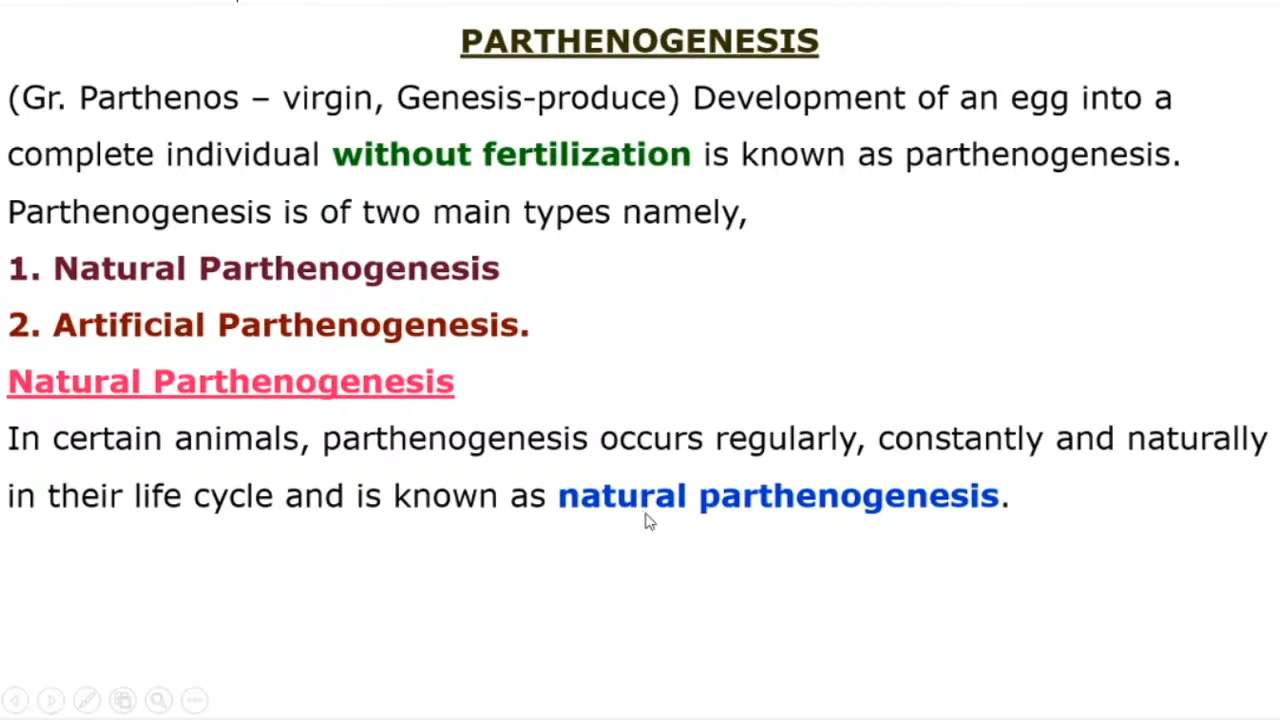 PARTHENOGENESIS
(Gr. Parthenos – virgin, Genesis-produce) Development of an egg into a
complete individual without fertilization is known as parthenogenesis.
Parthenogenesis is of two main types namely,
1. Natural Parthenogenesis
2. Artificial Parthenogenesis.
Natural Parthenogenesis
In certain animals, parthenogenesis occurs regularly, constantly and naturally
in their life cycle and is known as natural parthenogenesis.